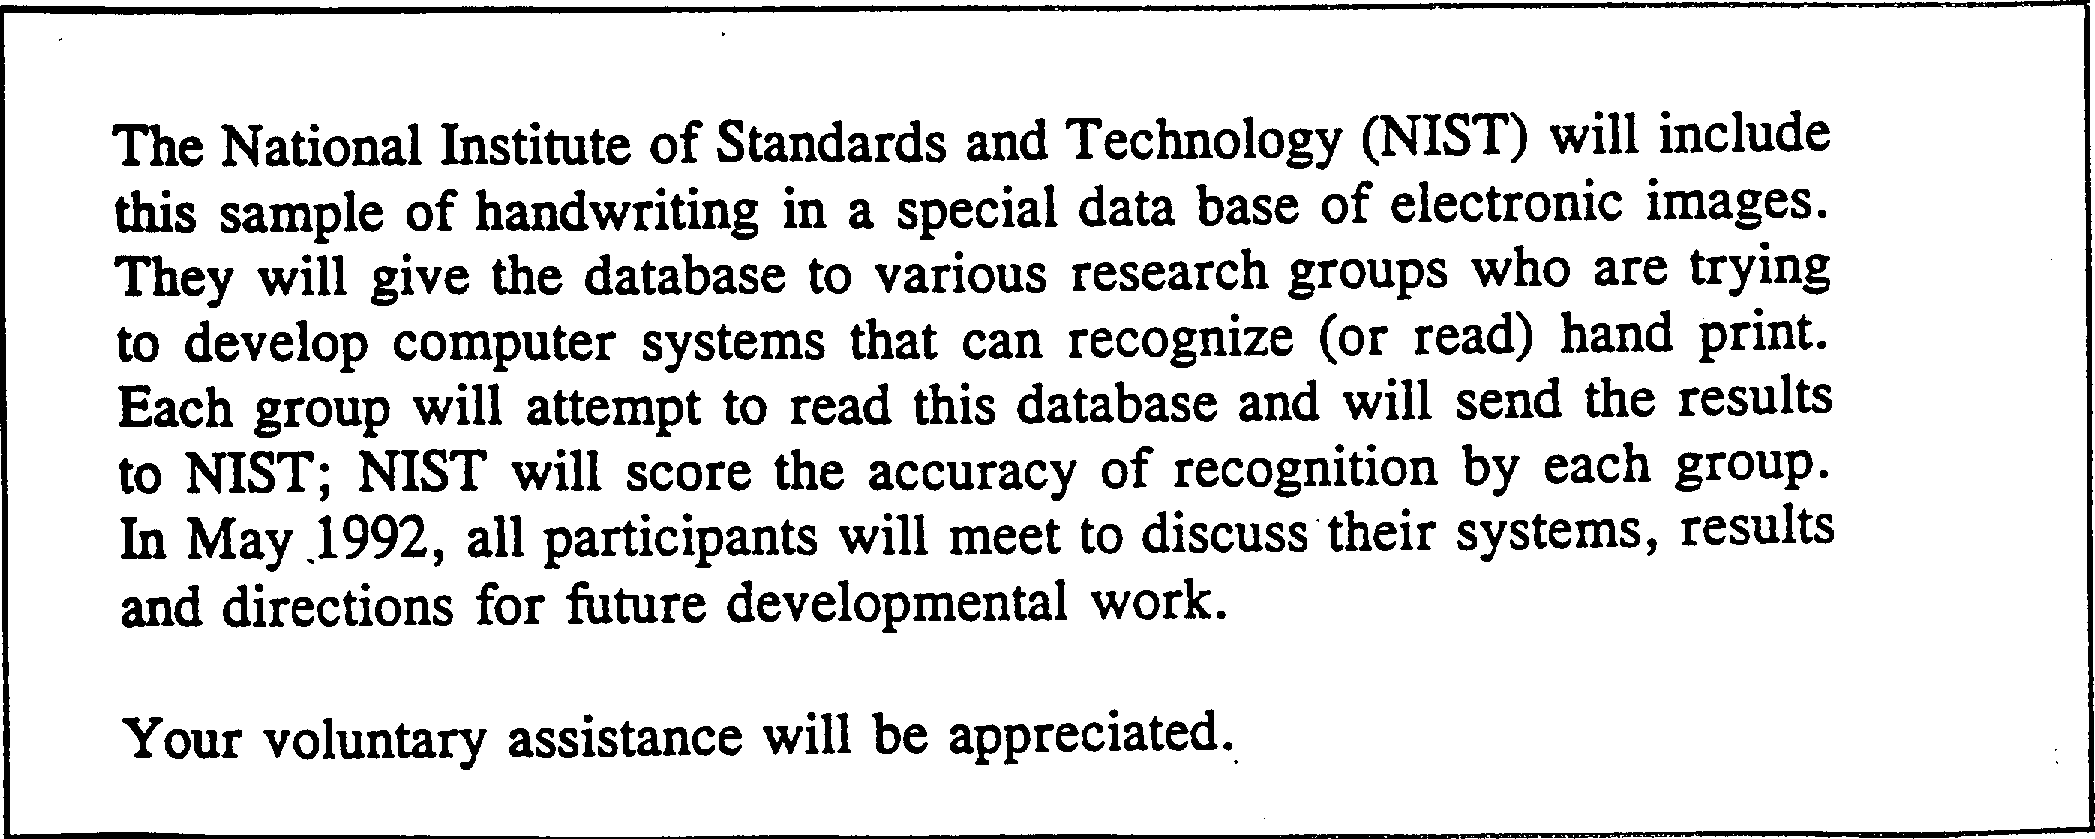 The National Institute of Standards and Technology (NIST) will include
this sample of handwriting in a special data base of electronic images.
They will give the database to various research groups who are trying
to develop computer systems that can recognize (or read) hand print.
Each group will attempt to read this database and will send the results
to NIST; NIST will score the accuracy of recognition by each group.
In May 1992, all participants will meet to discuss their systems, results
and directions for future developmental work.
Your voluntary assistance will be appreciated.